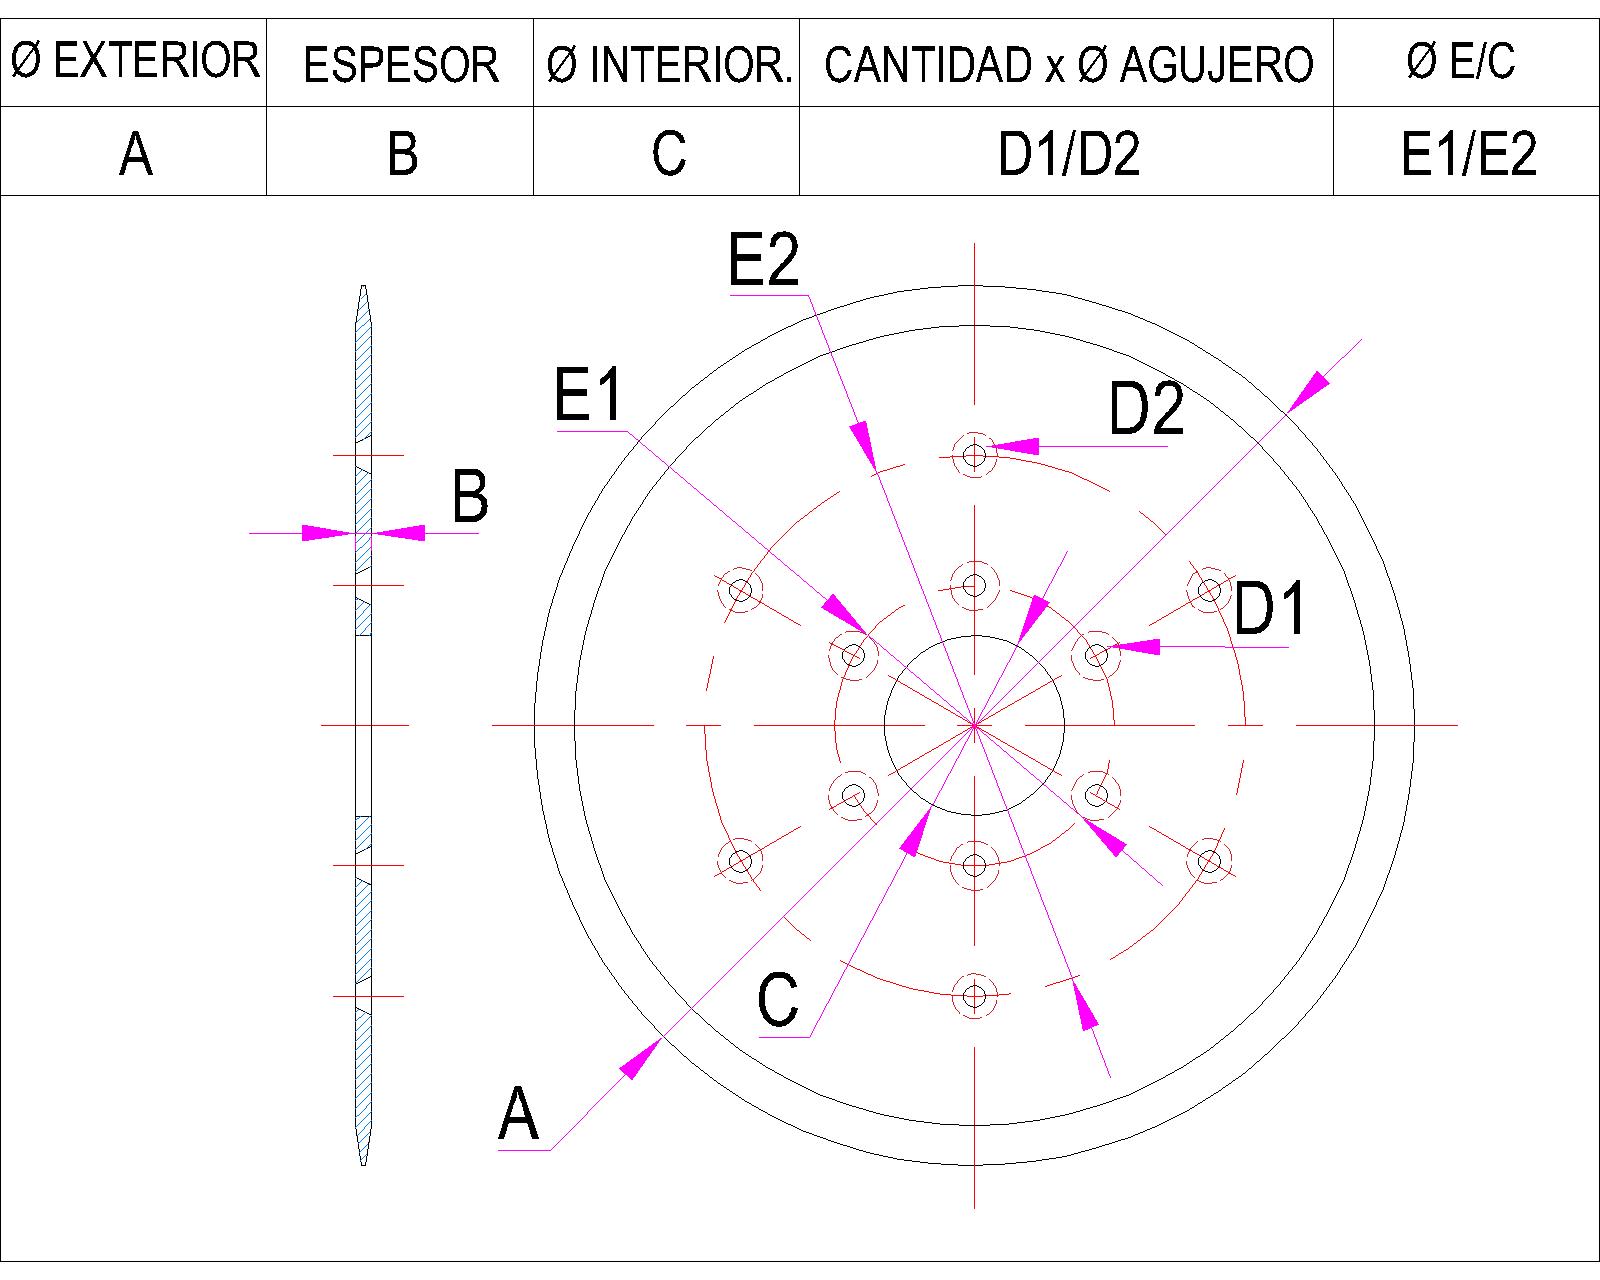 Ø EXTERIOR ESPESOR Ø INTERIOR. CANTIDAD x Ø AGUJERO Ø E/C
A B C D1/D2 E1/E2
E2
E1
D2
B
D1
C
A